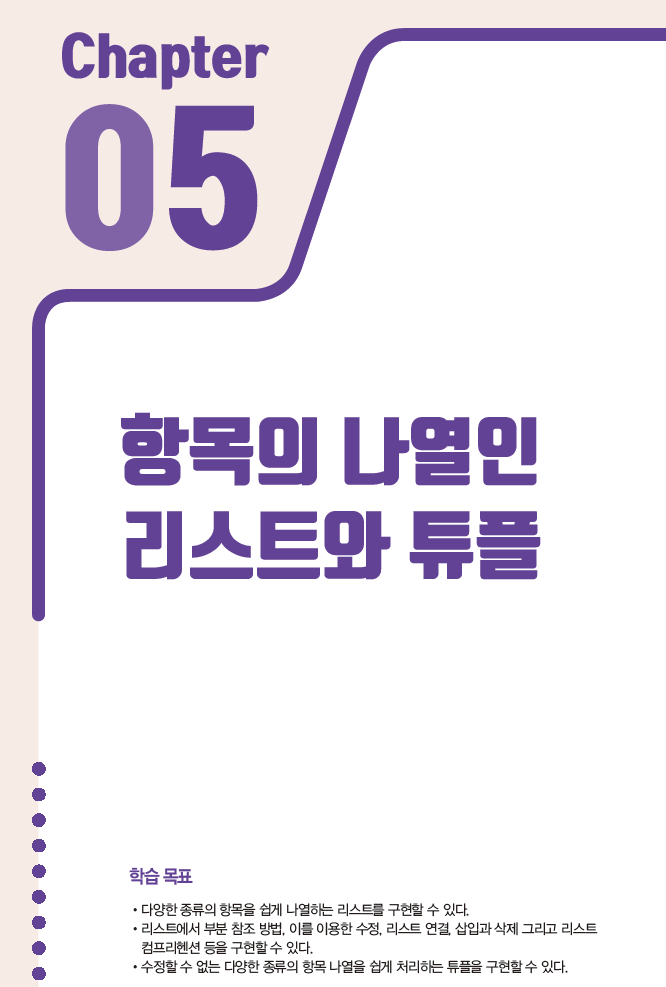 Chapter
05
항목의 나열인
리스트와 튜플
학습 목표
• 다양한 종류의 항목을 쉽게 나열하는 리스트를 구현할 수 있다.
• 리스트에서 부분 참조 방법, 이를 이용한 수정, 리스트 연결, 삽입과 삭제 그리고 리스트
컴프리헨션 등을 구현할 수 있다.
• 수정할 수 없는 다양한 종류의 항목 나열을 쉽게 처리하는 튜플을 구현할 수 있다.